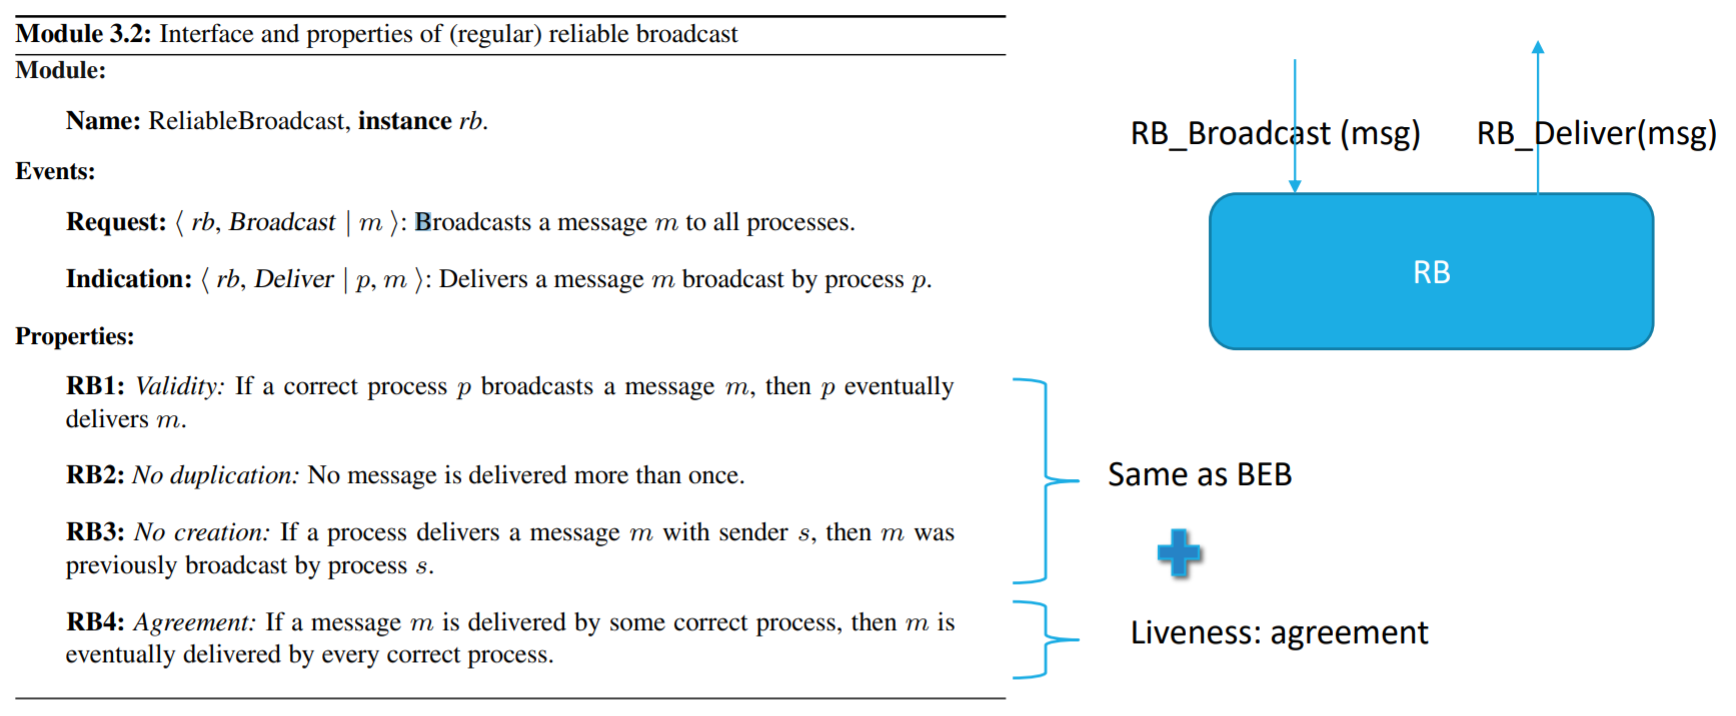 Module 3.2: Interface and properties of (regular) reliable broadcast
Module:
Name: ReliableBroadcast, instance rb.
Events:
Request: ⟨ rb, Broadcast | m ⟩: Broadcasts a message m to all processes.
Indication: ⟨ rb, Deliver | p, m ⟩: Delivers a message m broadcast by process p.
Properties:
RB1: Validity: If a correct process p broadcasts a message m, then p eventually
delivers m.
RB2: No duplication: No message is delivered more than once.
RB3: No creation: If a process delivers a message m with sender s, then m was
previously broadcast by process s.
RB4: Agreement: If a message m is delivered by some correct process, then m is
eventually delivered by every correct process.
RB_Broadcast (msg)
RB_Deliver(msg)
RB
Same as BEB
Liveness: agreement